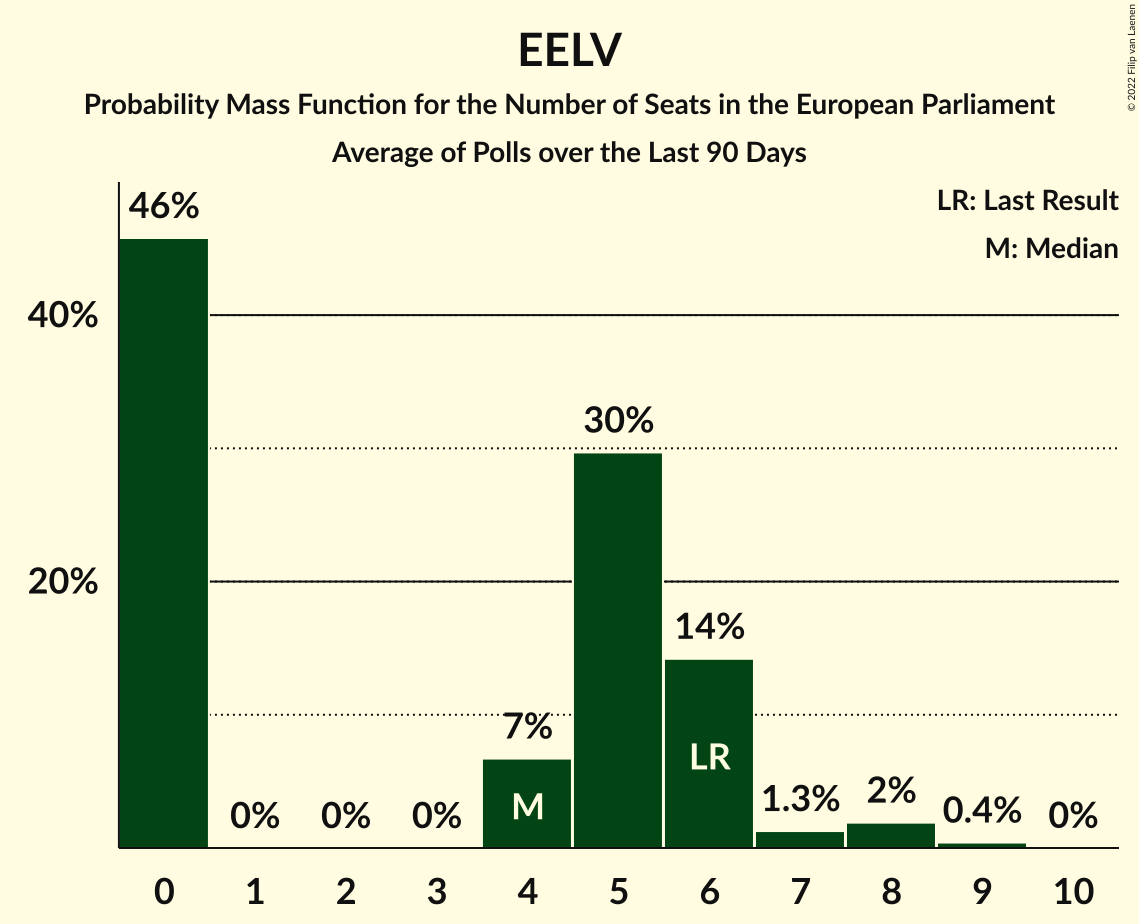 EELV
Probability Mass Function for the Number of Seats in the European Parliament
Average of Polls over the Last 90 Days
© 2022 Filip van Laenen
LR: Last Result
M: Median
46%
40%
30%
20%
14%
7%
LR
M
1.3%
2%
0.4%
0%
0%
0%
0%
0 1 2 3 4 5 6 7 8 9 10